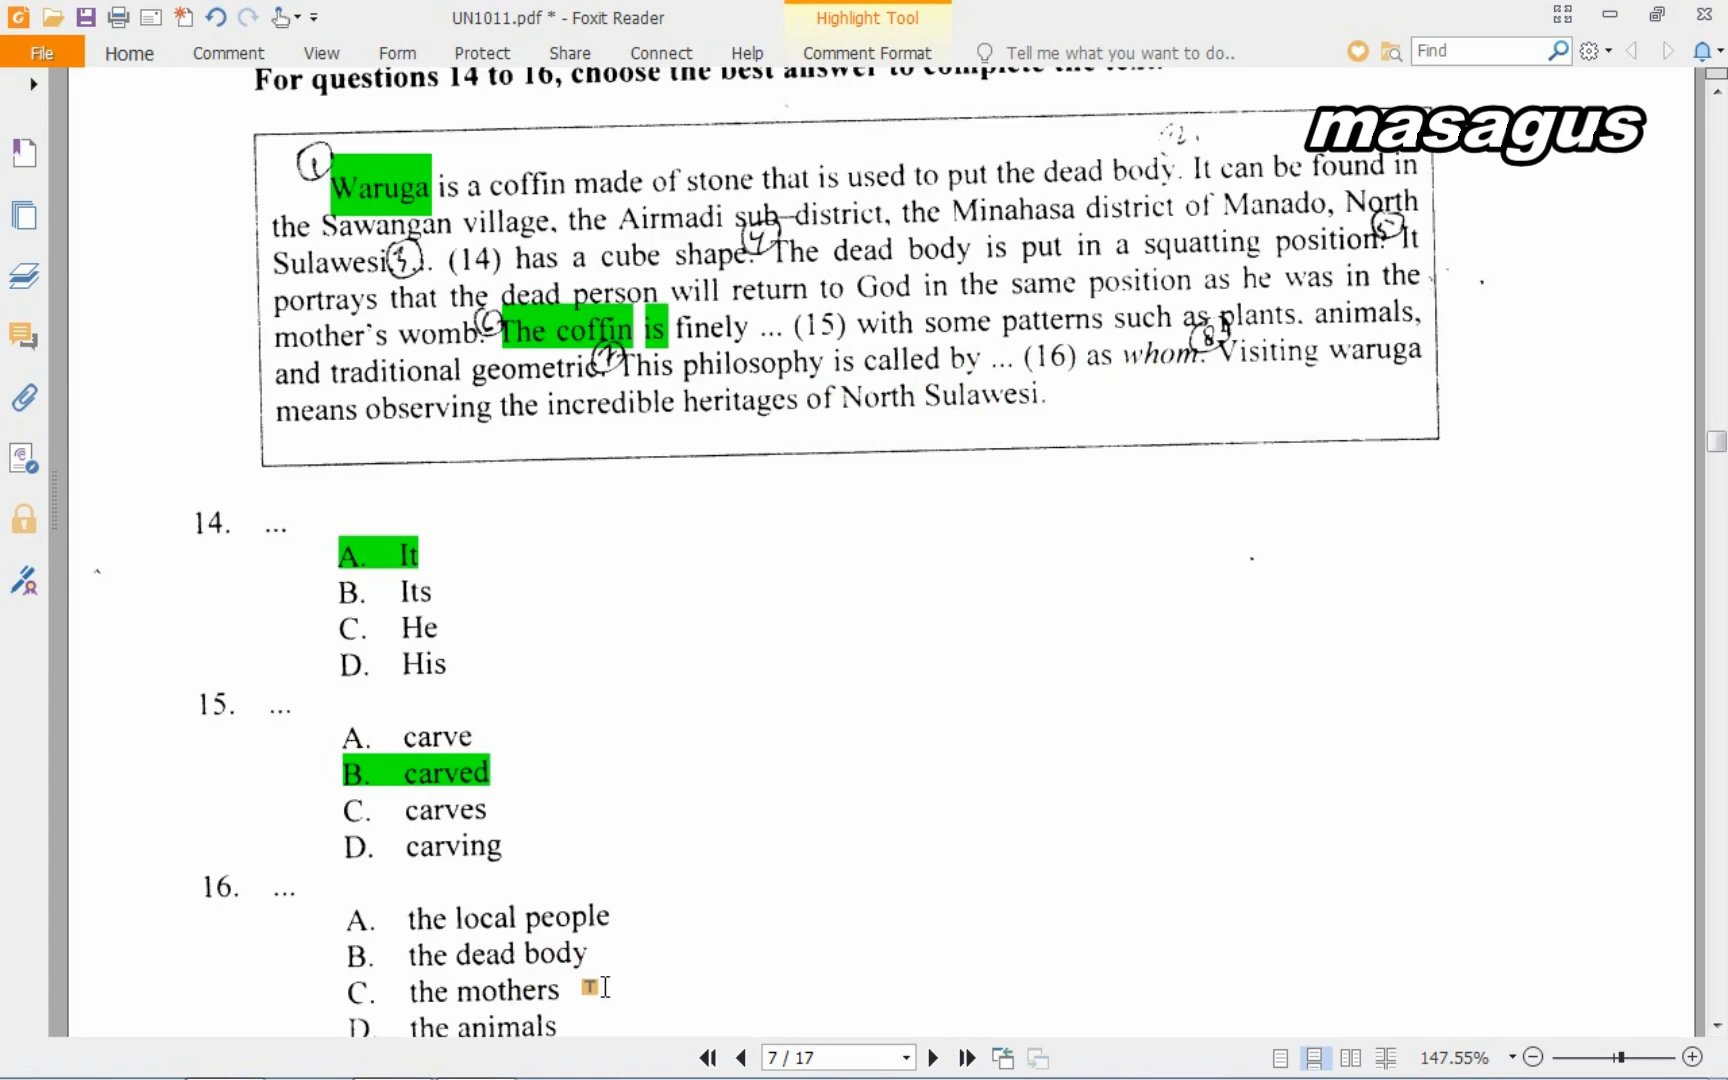 UN1011.pdf * - Foxit Reader
Highlight Tool
File Home Comment View Form Protect Share Connect Help Comment Format Tell me what you want to do.. Find
For questions 14 to 16, choose the best answer to complete the text.
masagus
1 Waruga is a coffin made of stone that is used to put the dead body. It can be found in
the Sawangan village, the Airmadi sub-district, the Minahasa district of Manado, North
Sulawesi. ... (14) has a cube shape. 4 The dead body is put in a squatting position. It
portrays that the dead person will return to God in the same position as he was in the
mother's womb. 6 The coffin is finely ... (15) with some patterns such as plants. animals,
and traditional geometric. 7 This philosophy is called by ... (16) as whom. 8 Visiting waruga
means observing the incredible heritages of North Sulawesi.
14. ...
A. It
B. Its
C. He
D. His
15. ...
A. carve
B. carved
C. carves
D. carving
16. ...
A. the local people
B. the dead body
C. the mothers
D. the animals
7 / 17
147.55%